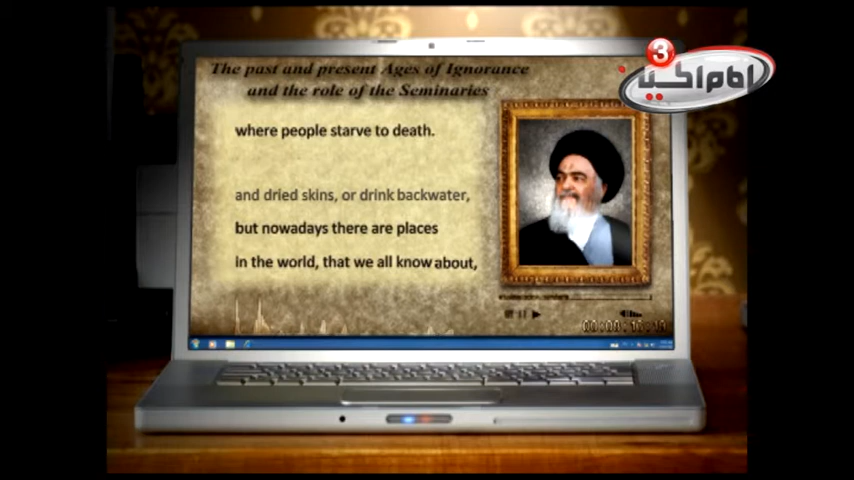 The past and present Ages of Ignorance
and the role of the Seminaries
3
where people starve to death.
and dried skins, or drink backwater,
but nowadays there are places
in the world, that we all know about,